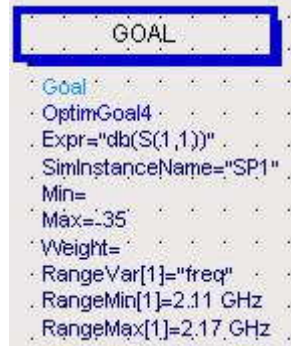 GOAL
Goal
OptimGoal4
Expr="db(S(1,1))"
SimInstanceName="SP1"
Min=
Max=-35
Weight=
RangeVar[1]="freq"
RangeMin[1]=2.11 GHz
RangeMax[1]=2.17 GHz